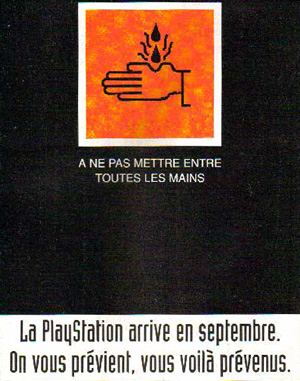 A NE PAS METTRE ENTRE
TOUTES LES MAINS
La PlayStation arrive en septembre.
On vous prévient, vous voilà prévenus.